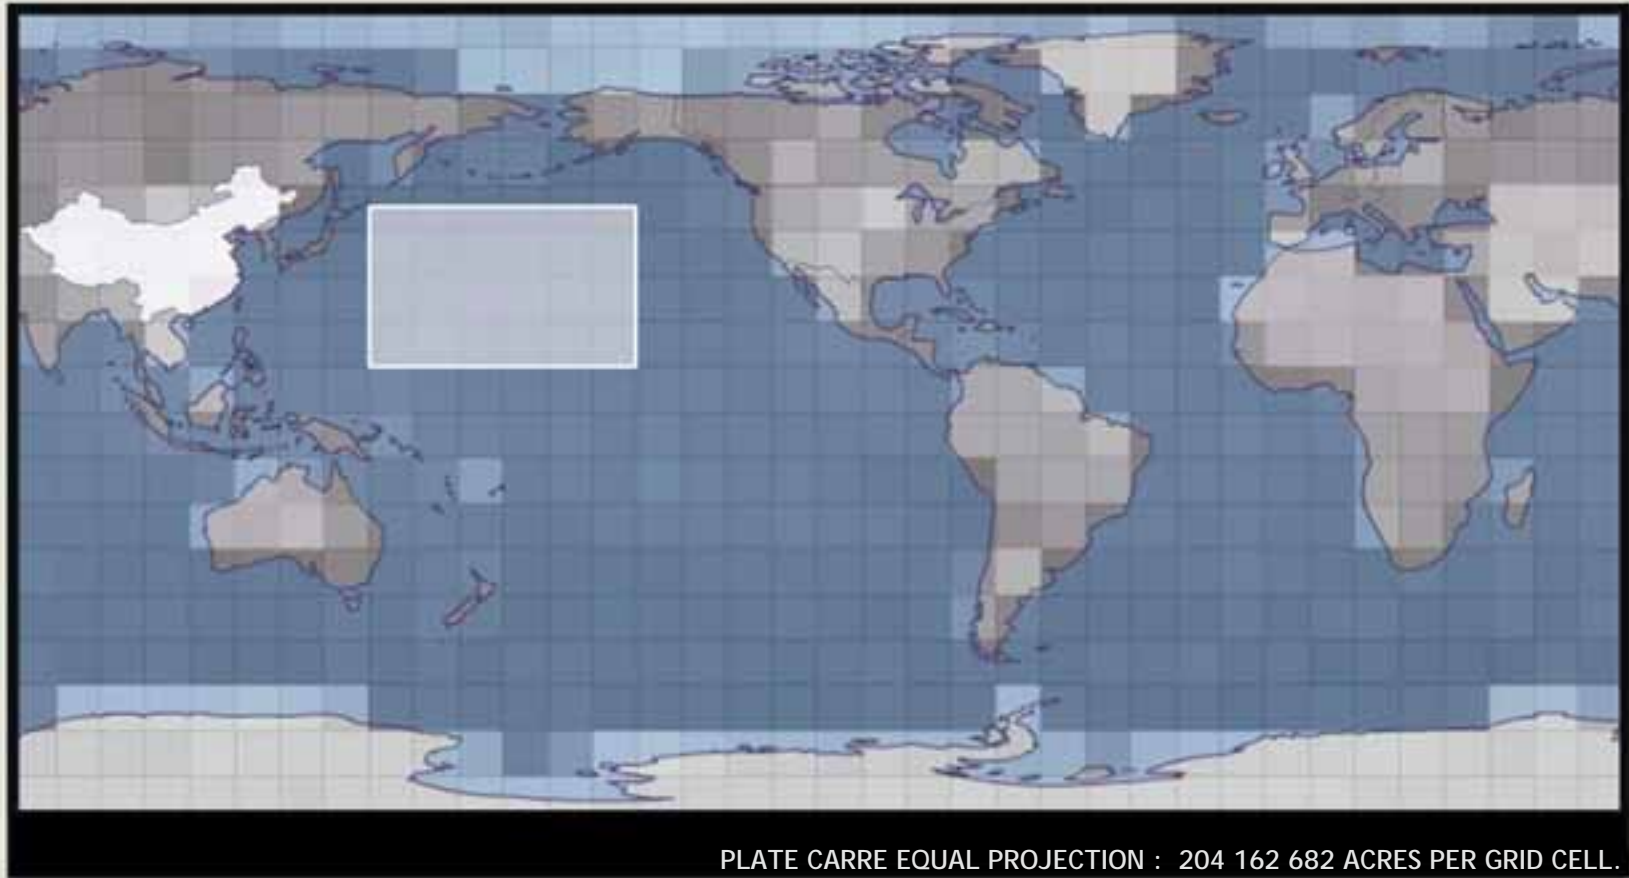 PLATE CARRE EQUAL PROJECTION : 204 162 682 ACRES PER GRID CELL.